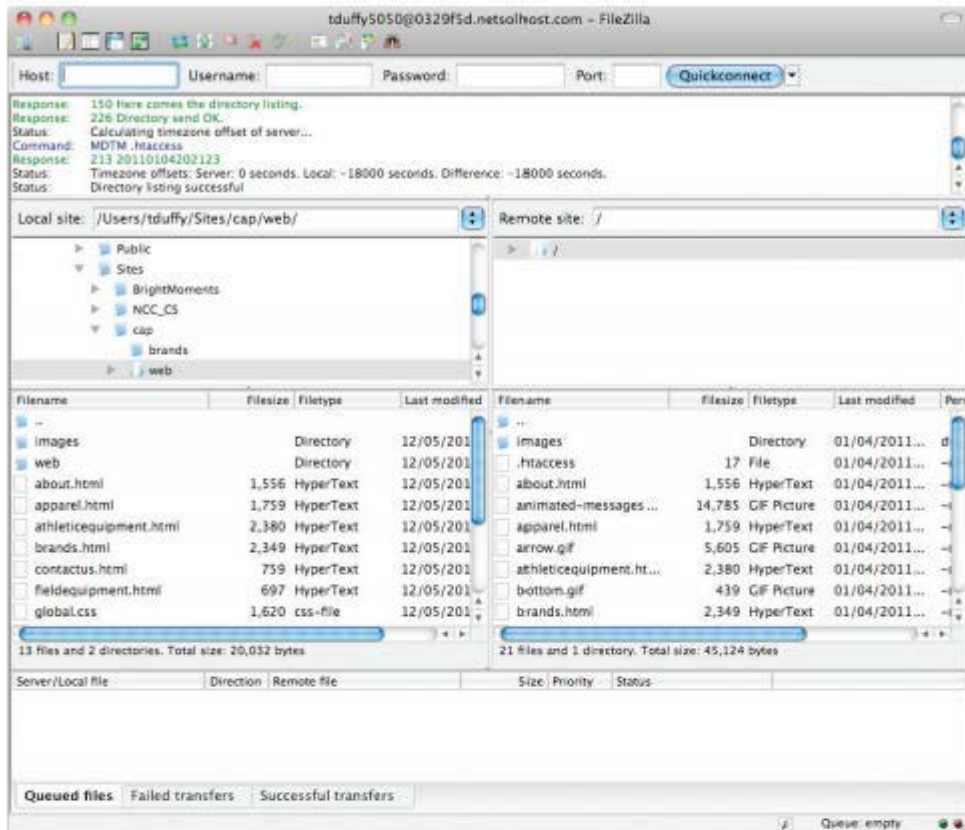 tduffy5050@0329f5d.netsolhost.com – FileZilla
Host: Username: Password: Port: Quickconnect
Response: 150 Here comes the directory listing.
Response: 226 Directory send OK.
Status: Calculating timezone offset of server...
Command: MDTM .htaccess
Response: 213 20110104202123
Status: Timezone offsets: Server: 0 seconds. Local: -18000 seconds. Difference: -18000 seconds.
Status: Directory listing successful
Local site: /Users/tduffy/Sites/cap/web/
Remote site: /
Public
Sites
BrightMoments
NCC_CS
cap
brands
web
/
Filename Filesize Filetype Last modified
..
images Directory 12/05/201
web Directory 12/05/201
about.html 1,556 HyperText 12/05/201
apparel.html 1,759 HyperText 12/05/201
athleticequipment.html 2,380 HyperText 12/05/201
brands.html 2,349 HyperText 12/05/201
contactus.html 759 HyperText 12/05/201
fieldequipment.html 697 HyperText 12/05/201
global.css 1,620 css-file 12/05/201
13 files and 2 directories. Total size: 20,032 bytes
Filename Filesize Filetype Last modified Per
..
images Directory 01/04/2011... d
.htaccess 17 File 01/04/2011...
about.html 1,556 HyperText 01/04/2011...
animated-messages... 14,785 GIF Picture 01/04/2011...
apparel.html 1,759 HyperText 01/04/2011...
arrow.gif 5,605 GIF Picture 01/04/2011...
athleticequipment.ht... 2,380 HyperText 01/04/2011...
bottom.gif 439 GIF Picture 01/04/2011...
brands.html 2,349 HyperText 01/04/2011...
21 files and 1 directory. Total size: 45,124 bytes
Server/Local file Direction Remote file Size Priority Status
Queued files Failed transfers Successful transfers
Queue: empty